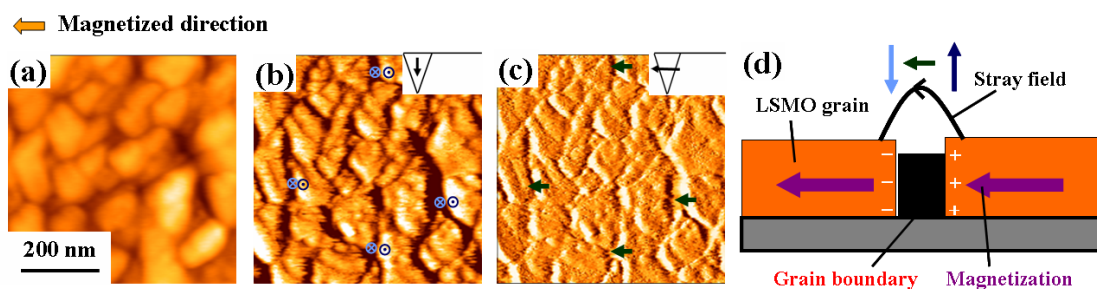 Magnetized direction
(a)
(b)
(c)
(d)
200 nm
Stray field
LSMO grain
− +
− +
− +
Grain boundary
Magnetization